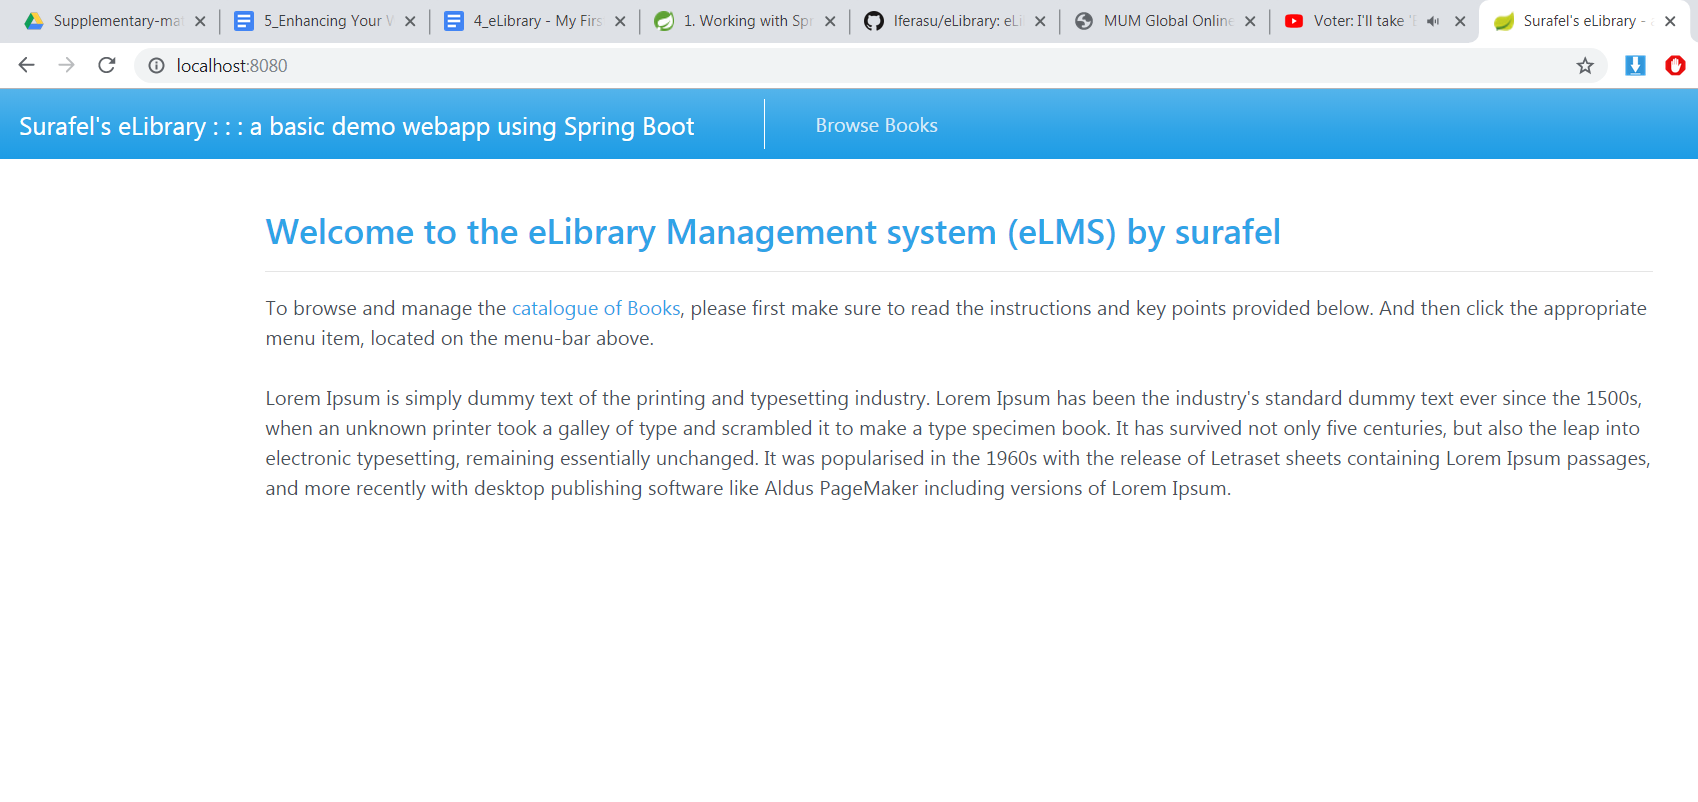 Supplementary-mat
5_Enhancing Your W
4_eLibrary - My Firs
1. Working with Spr
lferasu/eLibrary: eLi
MUM Global Online
Voter: I'll take
Surafel's eLibrary -
localhost:8080
Surafel's eLibrary : : : a basic demo webapp using Spring Boot
Browse Books
Welcome to the eLibrary Management system (eLMS) by surafel
To browse and manage the catalogue of Books, please first make sure to read the instructions and key points provided below. And then click the appropriate
menu item, located on the menu-bar above.
Lorem Ipsum is simply dummy text of the printing and typesetting industry. Lorem Ipsum has been the industry's standard dummy text ever since the 1500s,
when an unknown printer took a galley of type and scrambled it to make a type specimen book. It has survived not only five centuries, but also the leap into
electronic typesetting, remaining essentially unchanged. It was popularised in the 1960s with the release of Letraset sheets containing Lorem Ipsum passages,
and more recently with desktop publishing software like Aldus PageMaker including versions of Lorem Ipsum.